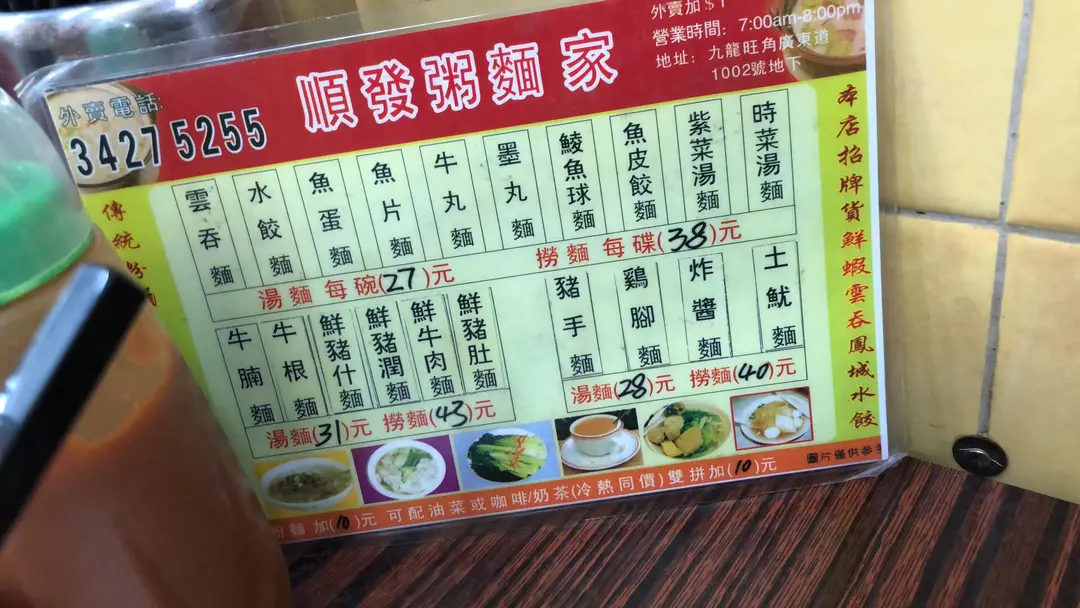 外賣電話:
3427 5255
順發粥麵家
外賣加$1
營業時間: 7:00am-8:00pm
地址: 九龍旺角廣東道
1002號地下
傳統粉麵
本店招牌貨鮮蝦雲吞鳳城水餃
雲吞麵
水餃麵
魚蛋麵
魚片麵
牛丸麵
墨丸麵
鯪魚球麵
魚皮餃麵
紫菜湯麵
時菜湯麵
湯麵 每碗(27)元 撈麵 每碟(38)元
牛腩麵
牛根麵
鮮豬什麵
鮮豬潤麵
鮮牛肉麵
鮮豬肚麵
湯麵(31)元 撈麵(43)元
豬手麵
鷄腳麵
炸醬麵
土魷麵
湯麵(28)元 撈麵(40)元
粉麵 加(10)元 可配油菜或咖啡/奶茶(冷熱同價)雙拼加(10)元
圖片僅供參考